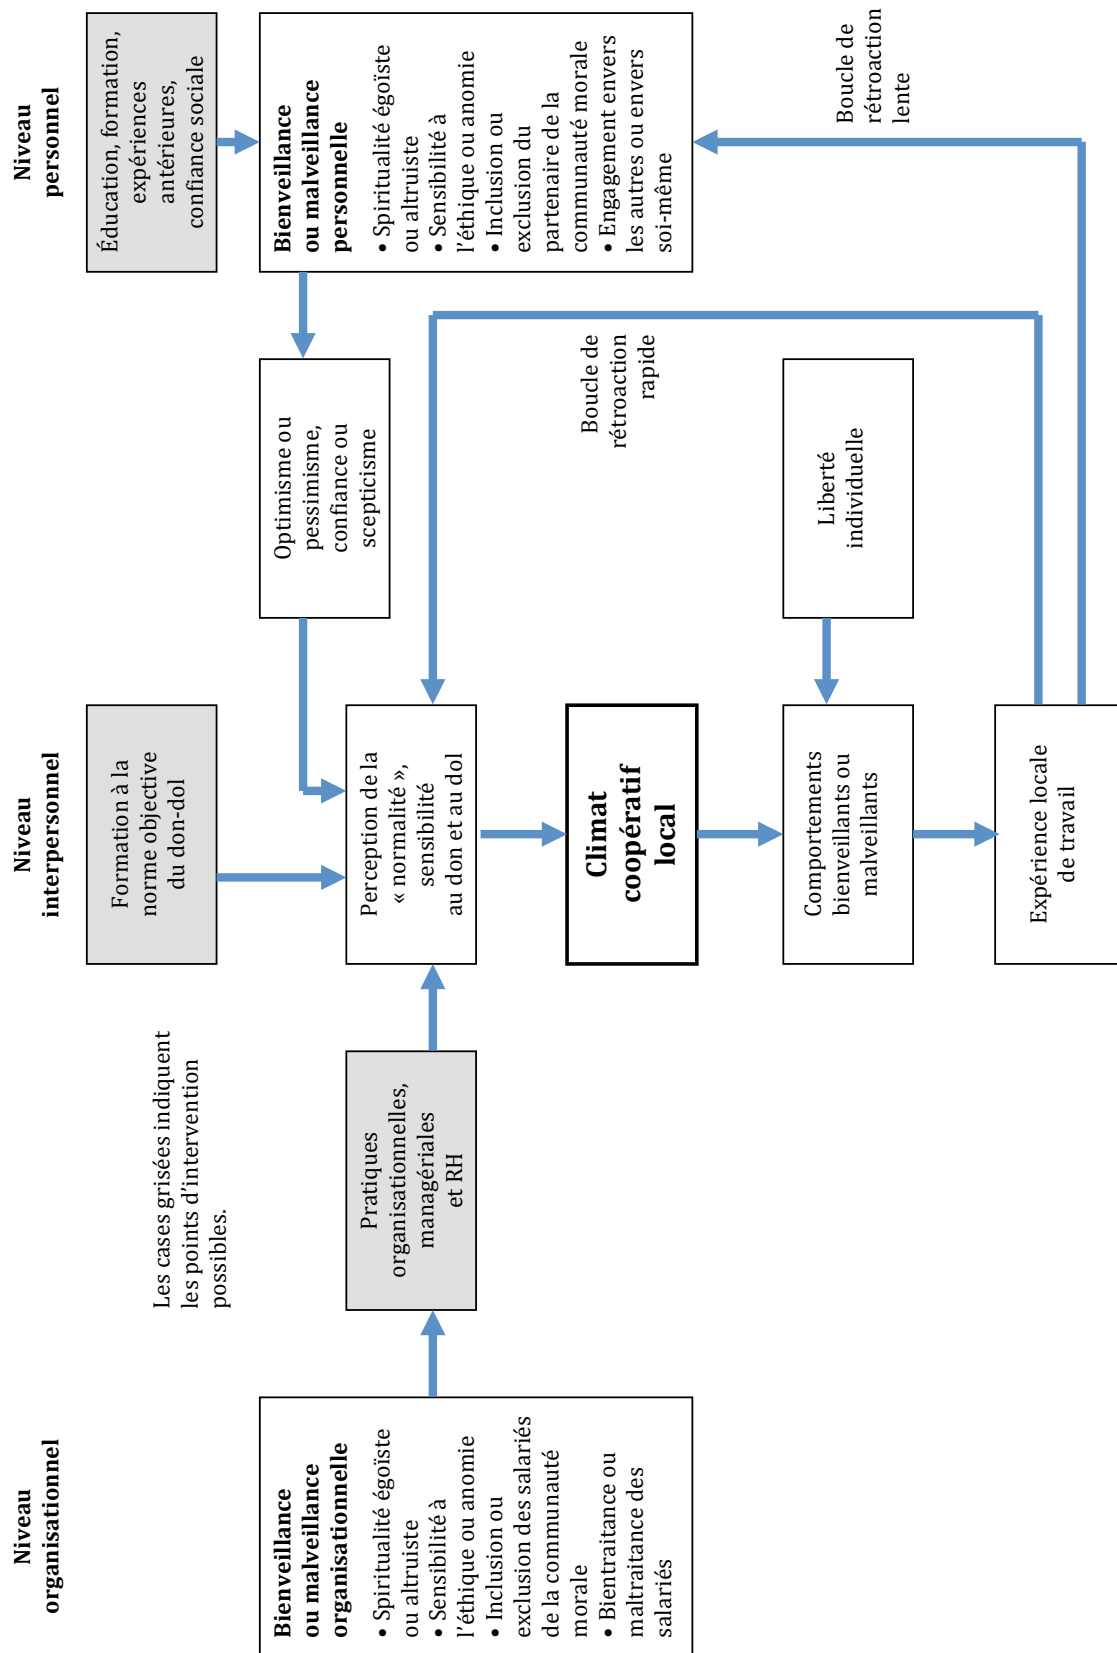 Niveau
organisationnel
Niveau
interpersonnel
Niveau
personnel
Bienveillance
ou malveillance
organisationnelle
• Spiritualité égoïste
ou altruiste
• Sensibilité à
l'éthique ou anomie
• Inclusion ou
exclusion des salariés
de la communauté
morale
• Bientraitance ou
maltraitance des
salariés
Les cases grisées indiquent
les points d'intervention
possibles.
Pratiques
organisationnelles,
managériales
et RH
Formation à la
norme objective
du don-dol
Perception de la
« normalité »,
sensibilité
au don et au dol
Climat
coopératif
local
Comportements
bienveillants ou
malveillants
Expérience locale
de travail
Optimisme ou
pessimisme,
confiance ou
scepticisme
Boucle de
rétroaction
rapide
Liberté
individuelle
Éducation, formation,
expériences
antérieures,
confiance sociale
Bienveillance
ou malveillance
personnelle
• Spiritualité égoïste
ou altruiste
• Sensibilité à
l'éthique ou anomie
• Inclusion ou
exclusion du
partenaire de la
communauté morale
• Engagement envers
les autres ou envers
soi-même
Boucle de
rétroaction
lente